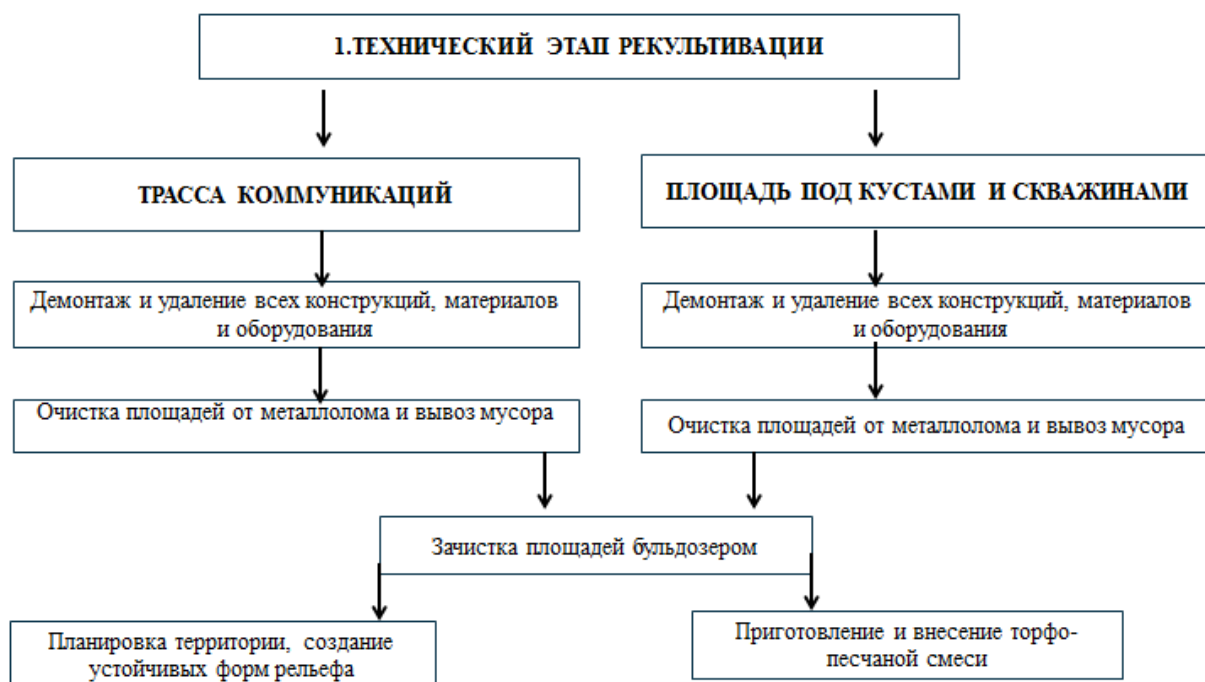 1.ТЕХНИЧЕСКИЙ ЭТАП РЕКУЛЬТИВАЦИИ
ТРАССА КОММУНИКАЦИЙ
ПЛОЩАДЬ ПОД КУСТАМИ И СКВАЖИНАМИ
Демонтаж и удаление всех конструкций, материалов
и оборудования
Демонтаж и удаление всех конструкций, материалов
и оборудования
Очистка площадей от металлолома и вывоз мусора
Очистка площадей от металлолома и вывоз мусора
Зачистка площадей бульдозером
Планировка территории, создание
устойчивых форм рельефа
Приготовление и внесение торфо-
песчаной смеси